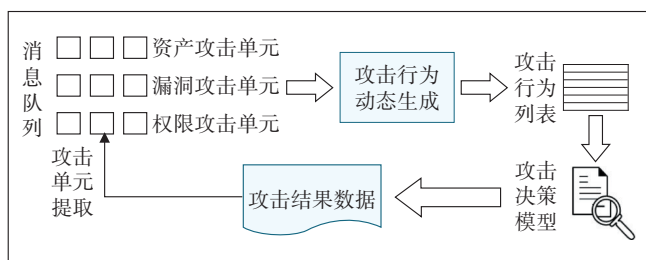 消息队列
资产攻击单元
漏洞攻击单元
权限攻击单元
攻击行为
动态生成
攻击
行为
列表
攻击
决策
模型
攻击结果数据
攻击
单元
提取